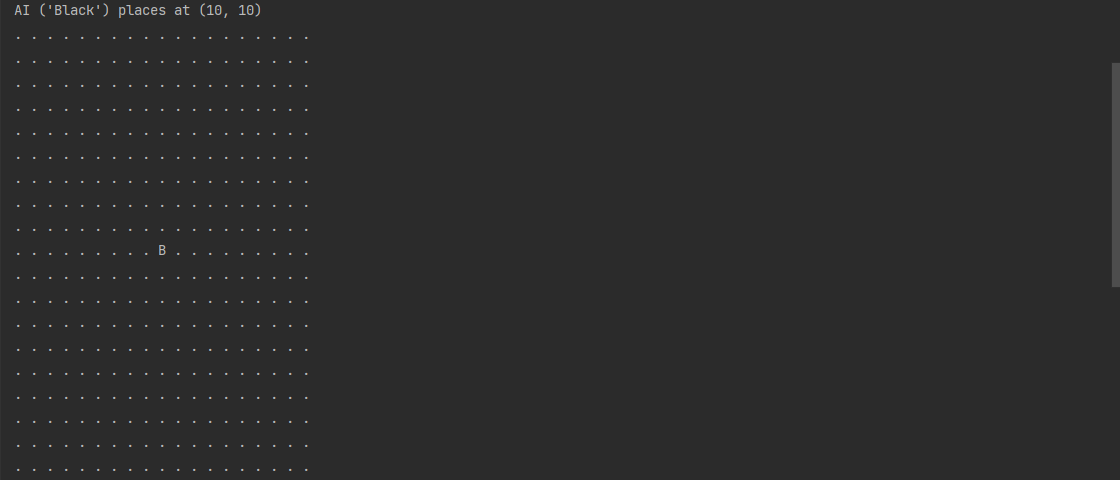 AI ('Black') places at (10, 10)
. . . . . . . . . . . . . . . . . . .
. . . . . . . . . . . . . . . . . . .
. . . . . . . . . . . . . . . . . . .
. . . . . . . . . . . . . . . . . . .
. . . . . . . . . . . . . . . . . . .
. . . . . . . . . . . . . . . . . . .
. . . . . . . . . . . . . . . . . . .
. . . . . . . . . . . . . . . . . . .
. . . . . . . . . . . . . . . . . . .
. . . . . . . . . B . . . . . . . . .
. . . . . . . . . . . . . . . . . . .
. . . . . . . . . . . . . . . . . . .
. . . . . . . . . . . . . . . . . . .
. . . . . . . . . . . . . . . . . . .
. . . . . . . . . . . . . . . . . . .
. . . . . . . . . . . . . . . . . . .
. . . . . . . . . . . . . . . . . . .
. . . . . . . . . . . . . . . . . . .
. . . . . . . . . . . . . . . . . . .